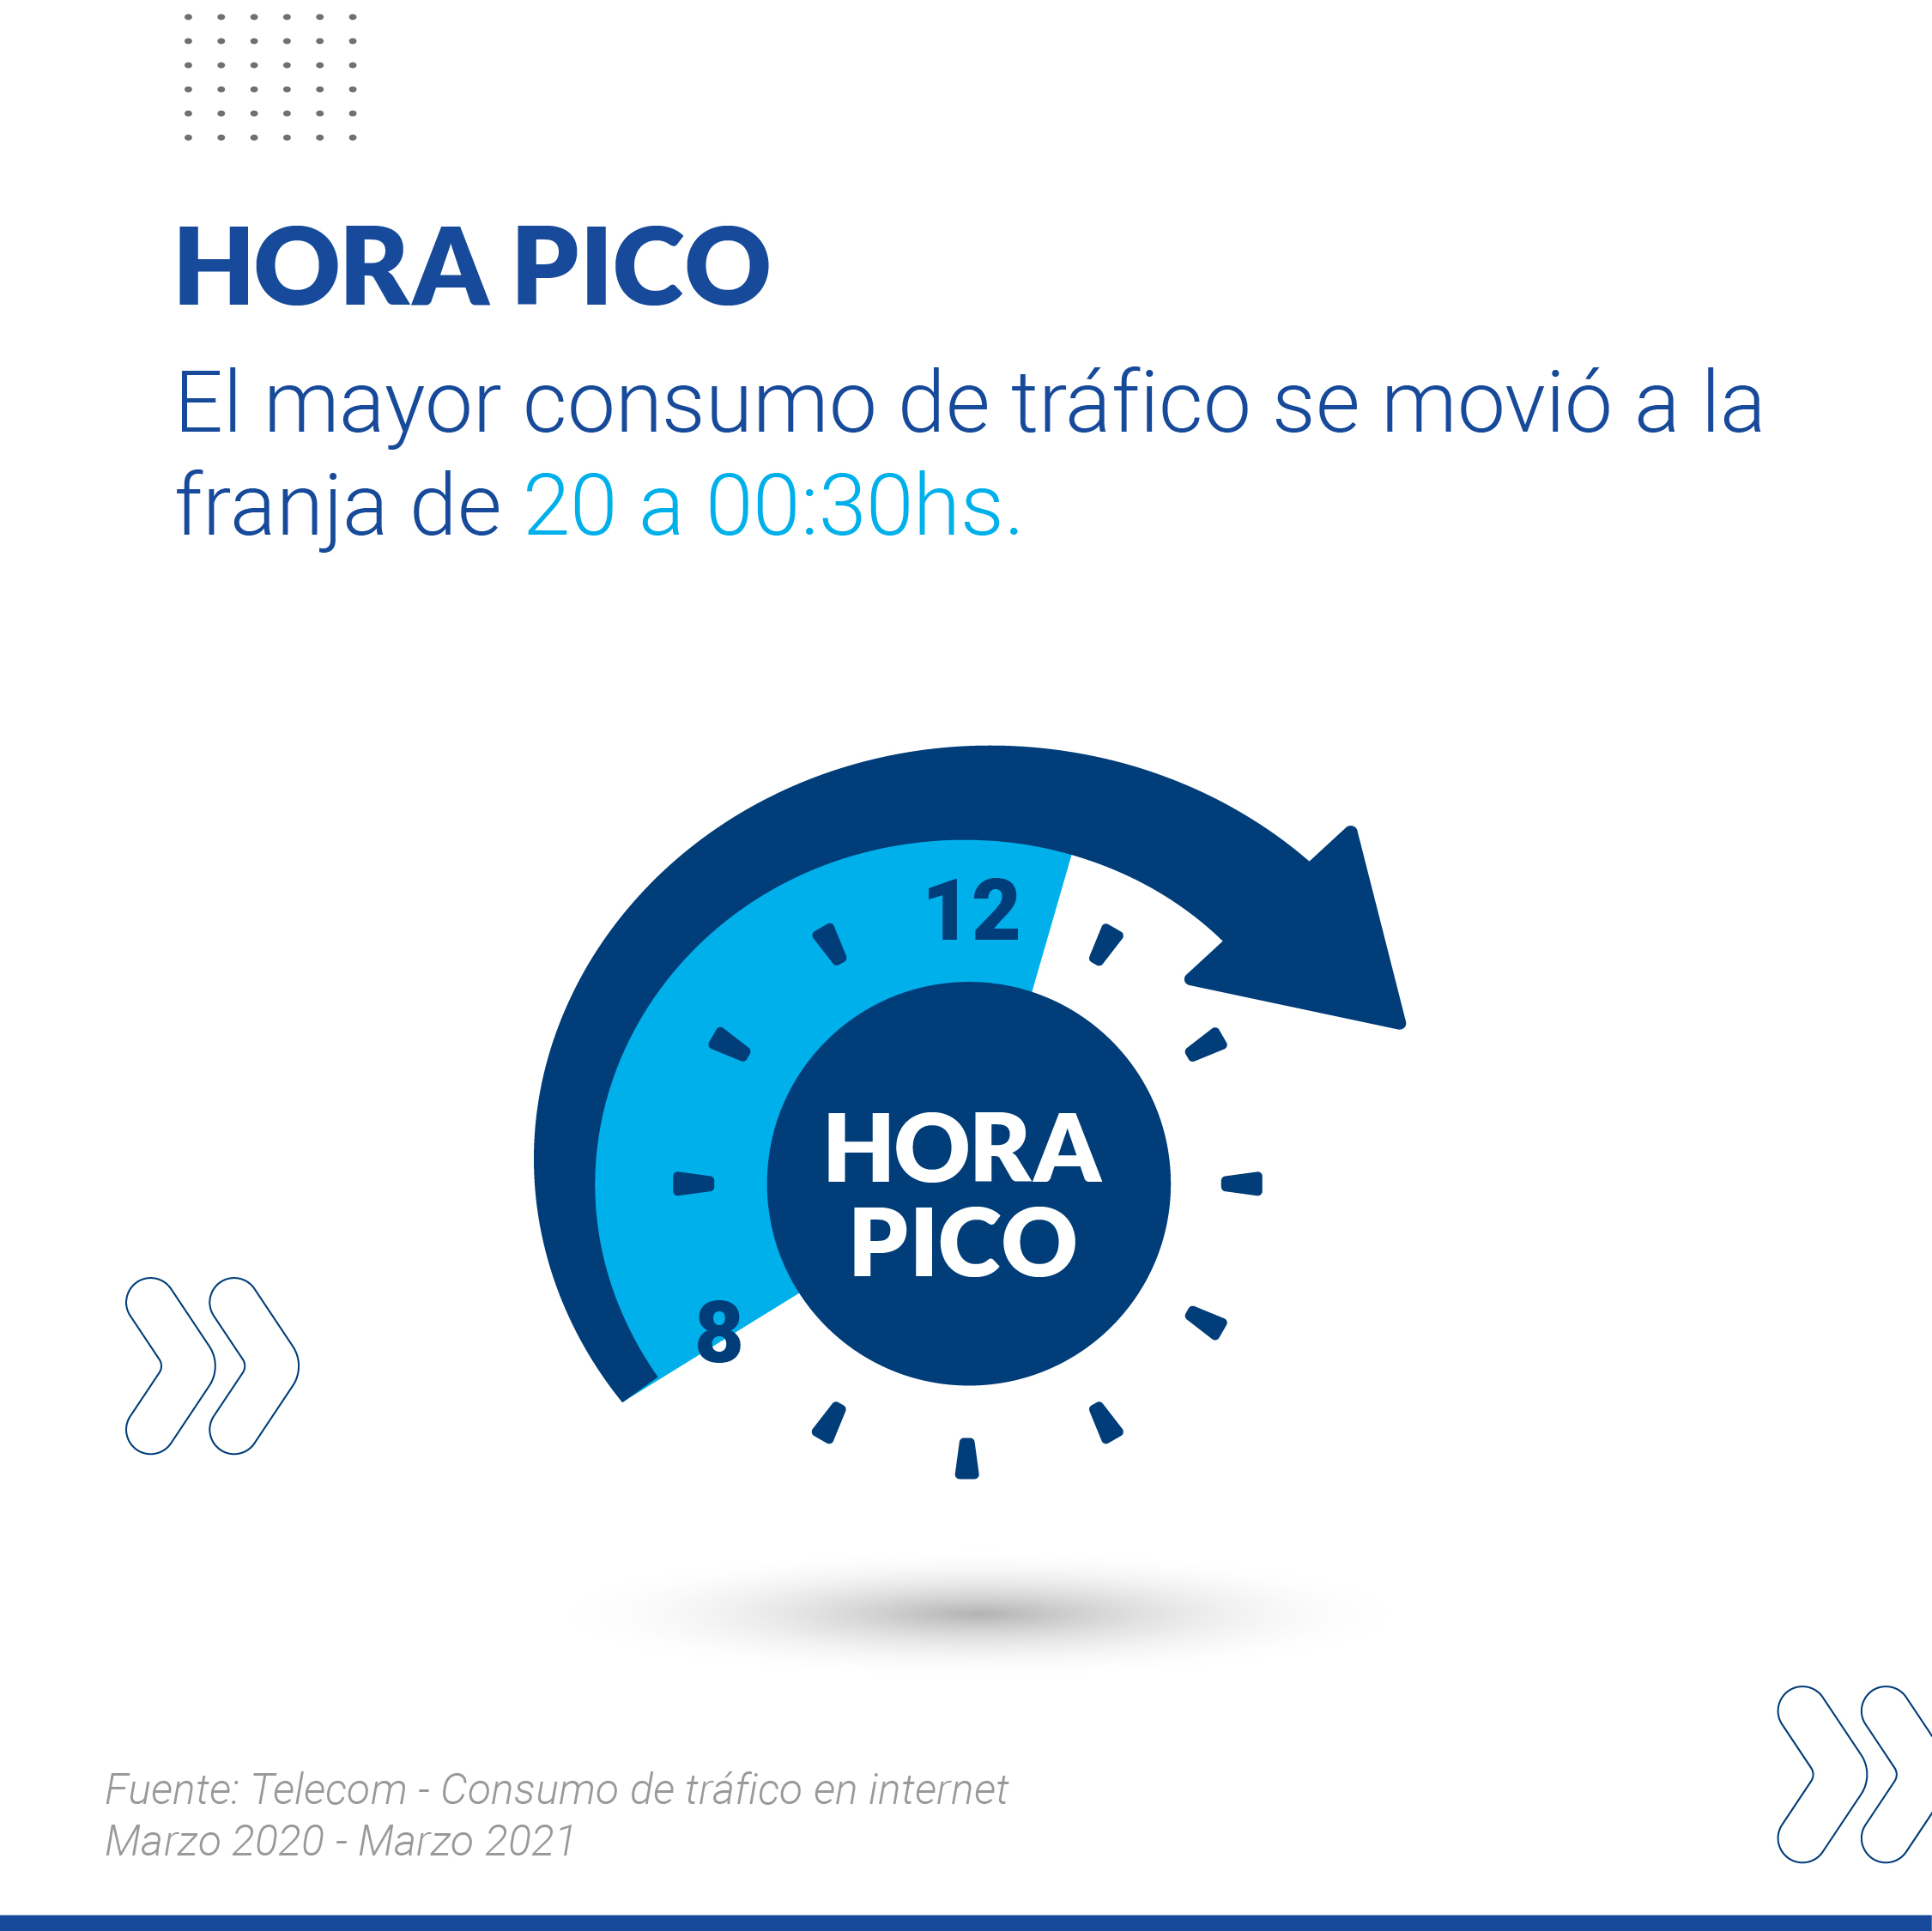 HORA PICO
El mayor consumo de tráfico se movió a la
franja de 20 a 00:30hs.
12
HORA
PICO
8
Fuente: Telecom - Consumo de tráfico en internet
Marzo 2020 - Marzo 2021